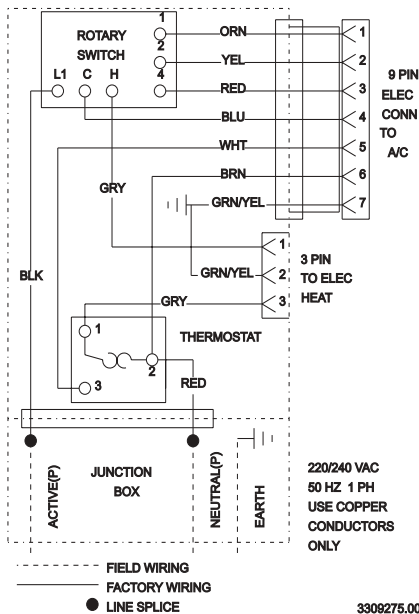 ROTARY
SWITCH
1
2
4
L1 C H
ORN
YEL
RED
BLU
WHT
BRN
GRN/YEL
1
2
3
4
5
6
7
9 PIN
ELEC
CONN
TO
A/C
GRY
BLK
GRN/YEL
GRY
1
2
3
3 PIN
TO ELEC
HEAT
THERMOSTAT
1
2
3
RED
ACTIVE(P)
JUNCTION
BOX
NEUTRAL(P)
EARTH
220/240 VAC
50 HZ 1 PH
USE COPPER
CONDUCTORS
ONLY
FIELD WIRING
FACTORY WIRING
LINE SPLICE
3309275.00